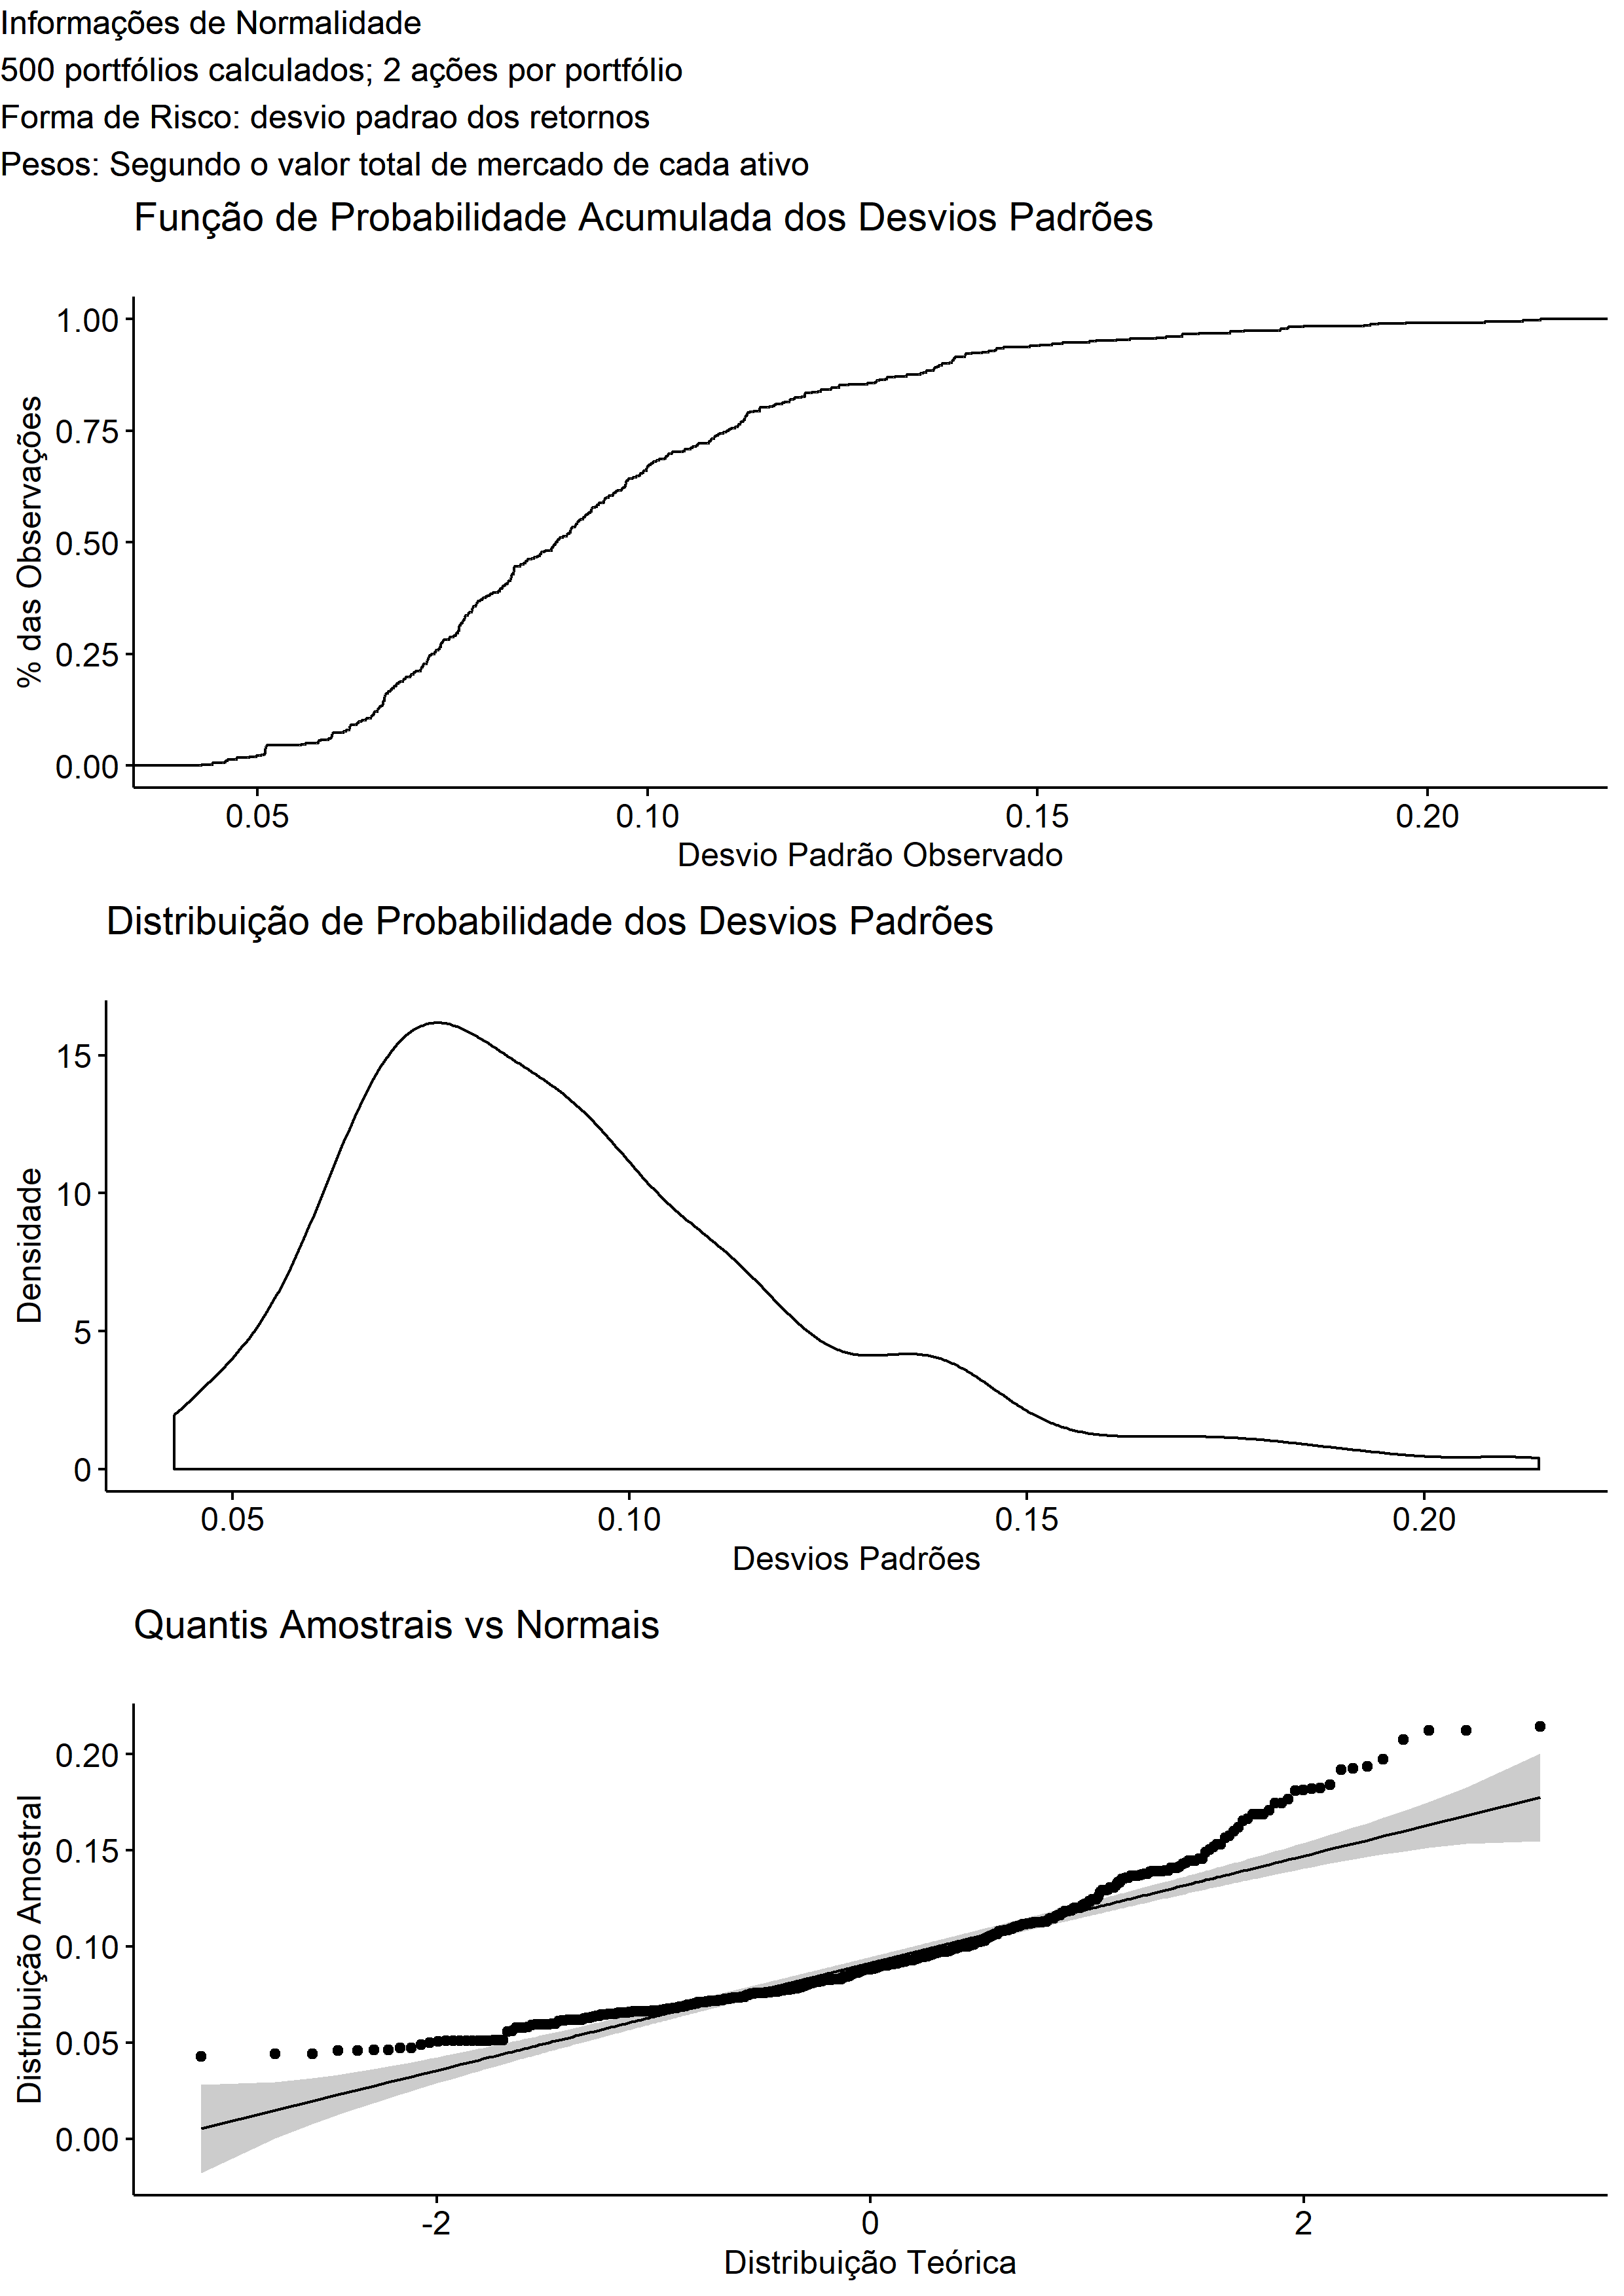 Informações de Normalidade
500 portfólios calculados; 2 ações por portfólio
Forma de Risco: desvio padrao dos retornos
Pesos: Segundo o valor total de mercado de cada ativo
Função de Probabilidade Acumulada dos Desvios Padrões
1.00
0.75
0.50
0.25
0.00
% das Observações
0.05 0.10 0.15 0.20
Desvio Padrão Observado
Distribuição de Probabilidade dos Desvios Padrões
15
10
5
0
Densidade
0.05 0.10 0.15 0.20
Desvios Padrões
Quantis Amostrais vs Normais
0.20
0.15
0.10
0.05
0.00
Distribuição Amostral
-2 0 2
Distribuição Teórica